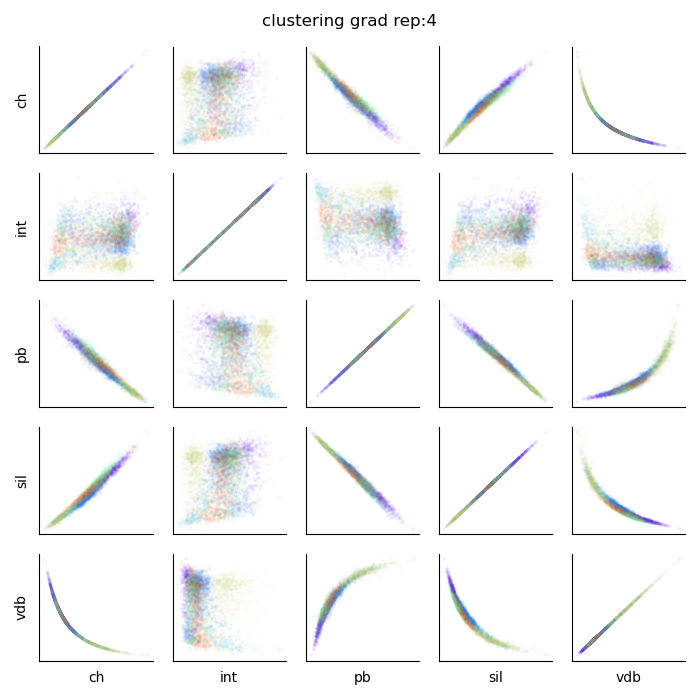 clustering grad rep:4
ch
int
pb
sil
vdb
ch
int
pb
sil
vdb